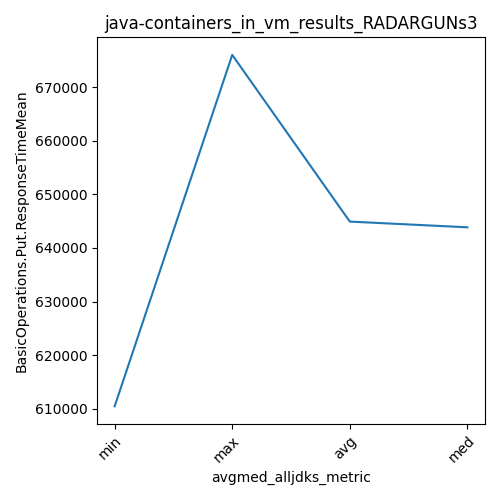 java-containers_in_vm_results_RADARGUNs3
BasicOperations.Put.ResponseTimeMean
670000
660000
650000
640000
630000
620000
610000
min
max
avg
med
avgmed_alljdks_metric